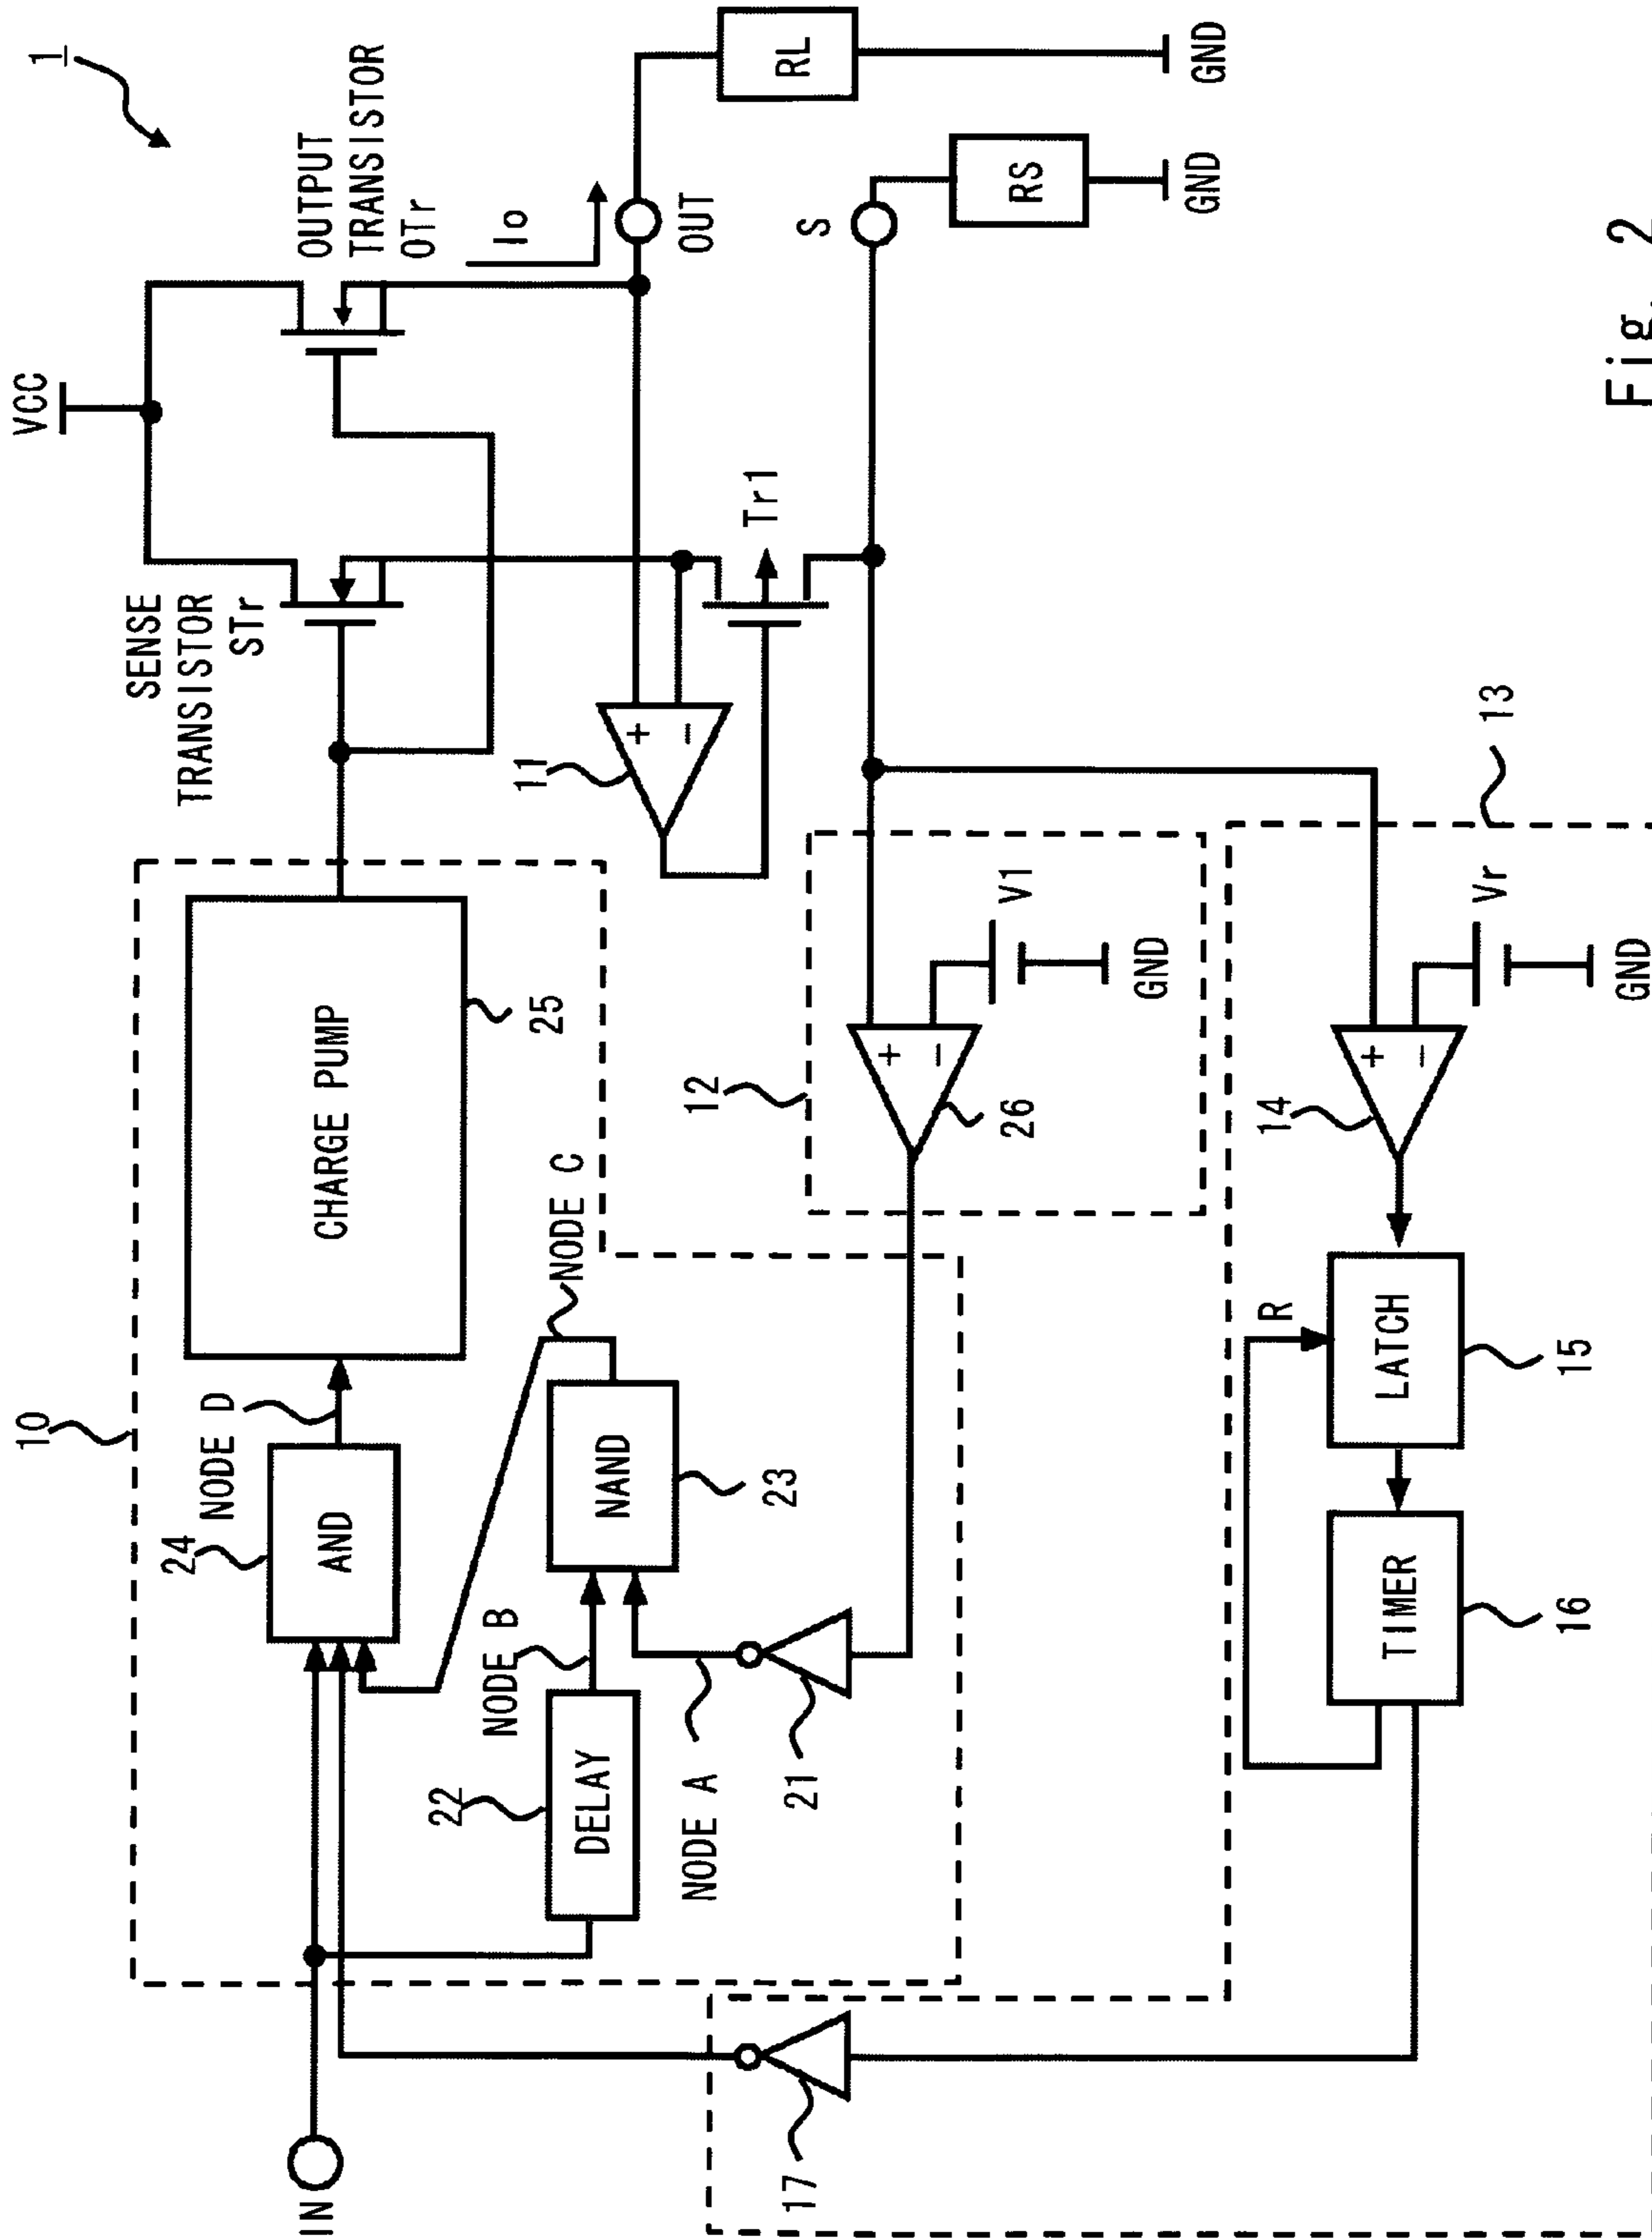 1
VCC
OUTPUT
TRANSISTOR
OTr
SENSE
TRANSISTOR
STr
Io
OUT
RL
GND
S
RS
GND
Tr1
11
+
−
10
CHARGE PUMP
25
NODE D
24
AND
NODE C
NAND
23
NODE B
22
DELAY
NODE A
21
IN
12
+
−
26
V1
GND
13
14
+
−
Vr
GND
R
LATCH
15
TIMER
16
17
Fig. 2